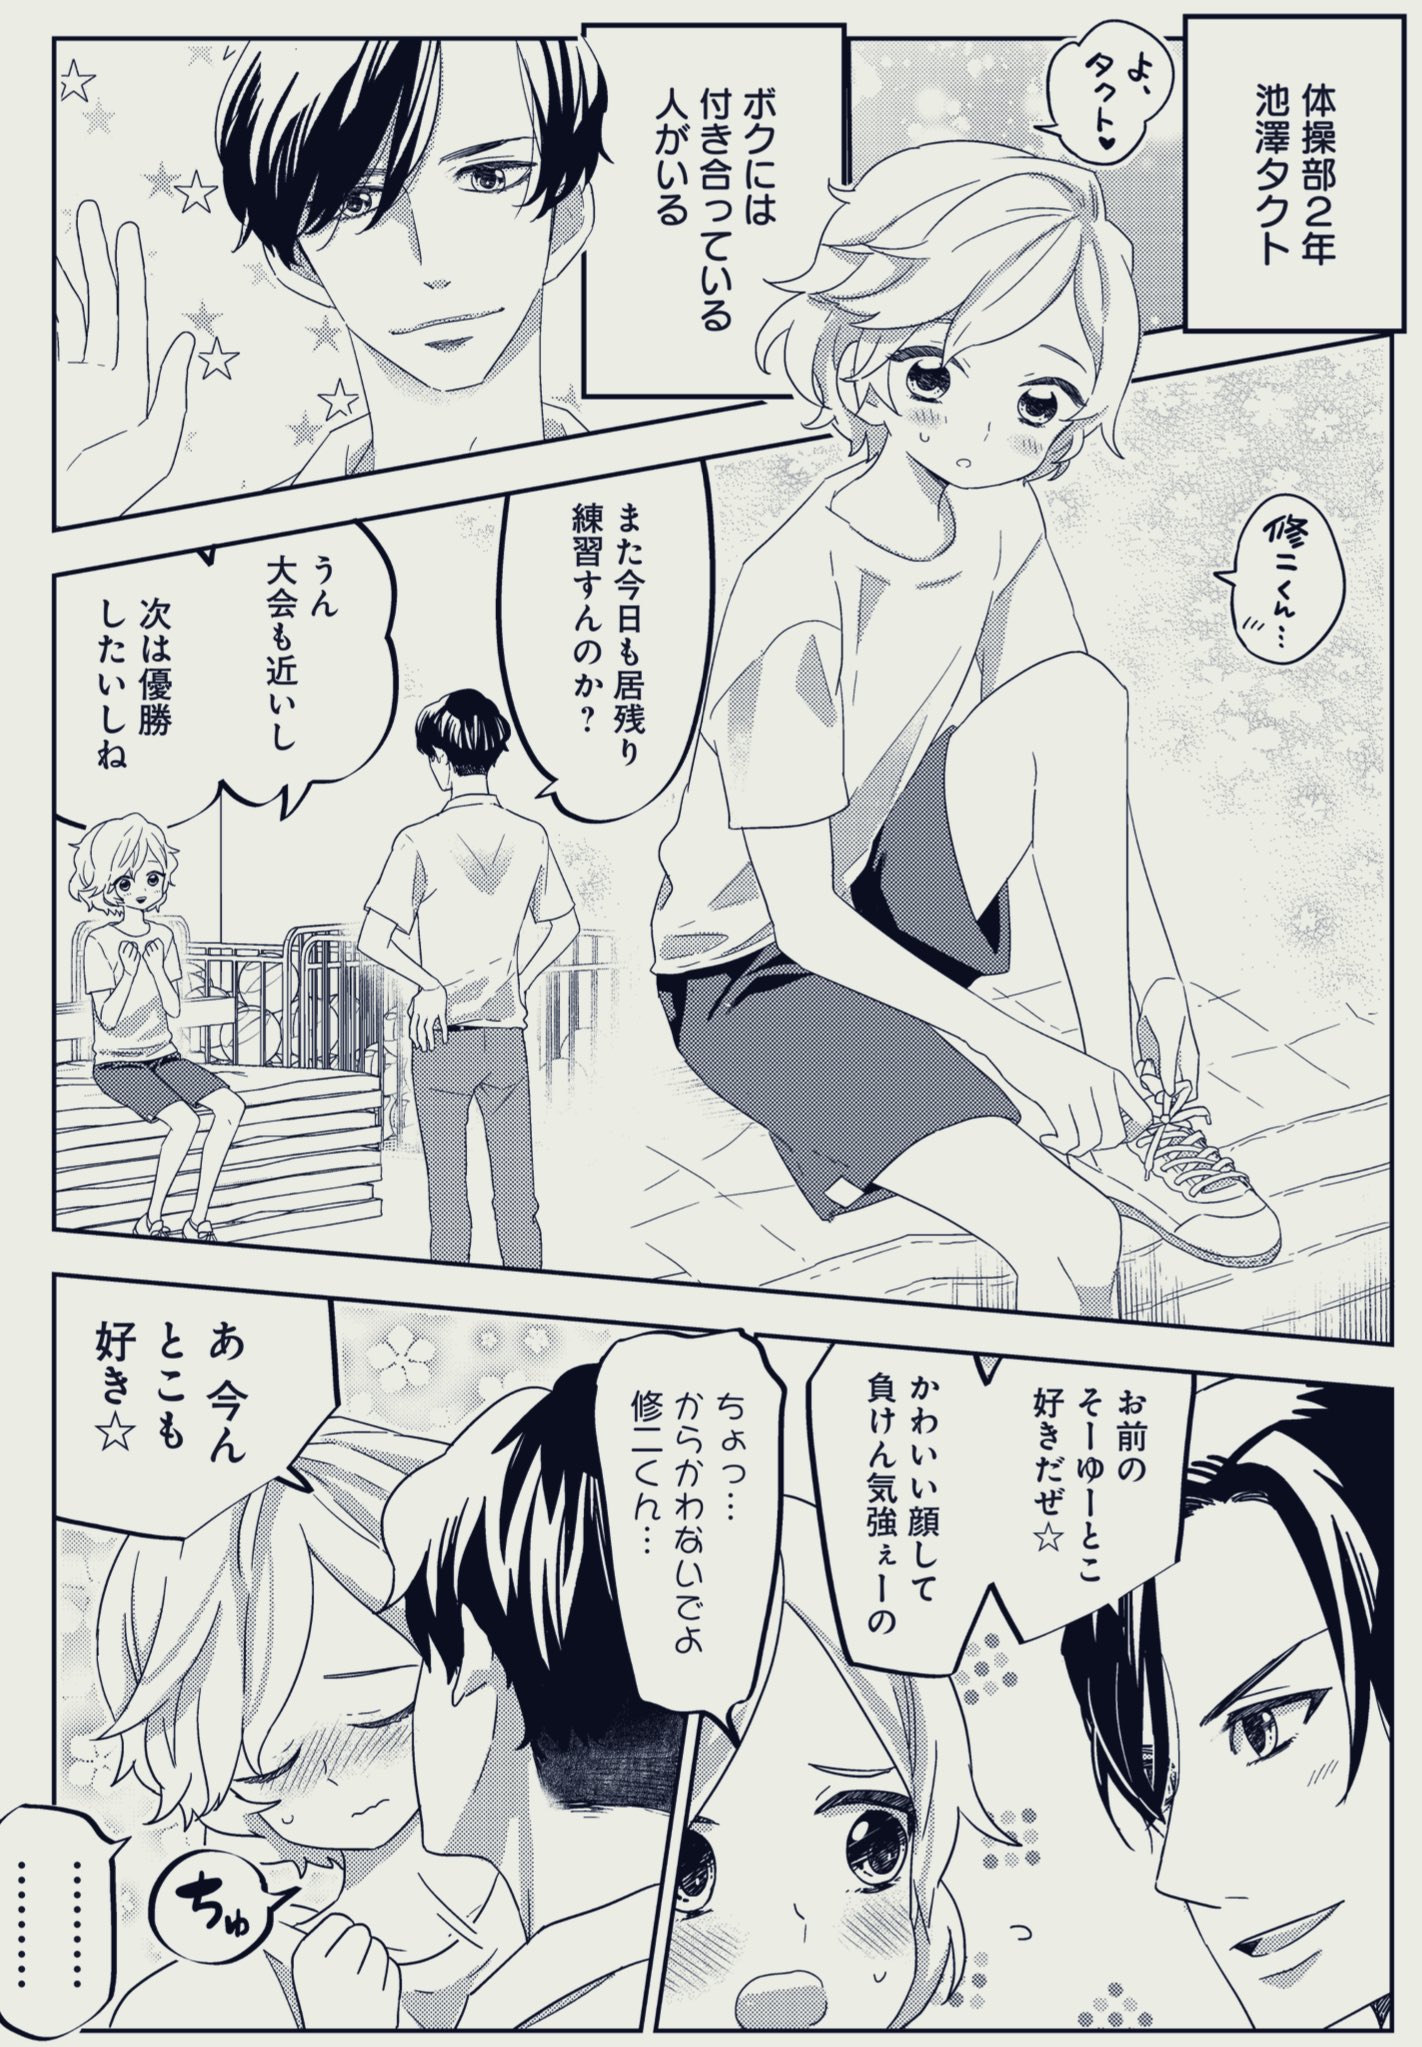 体操部２年
池澤タクト
よ、
タクト♥
ボクには
付き合っている
人がいる
修二くん…
また今日も居残り
練習すんのか？
うん
大会も近いし
次は優勝
したいしね
お前の
そーゆーとこ
好きだぜ☆
かわいい顔して
負けん気強ぇーの
ちょっ…
からかわないでよ
修二くん…
あ 今ん
とこも
好き☆
ちゅ
………
………